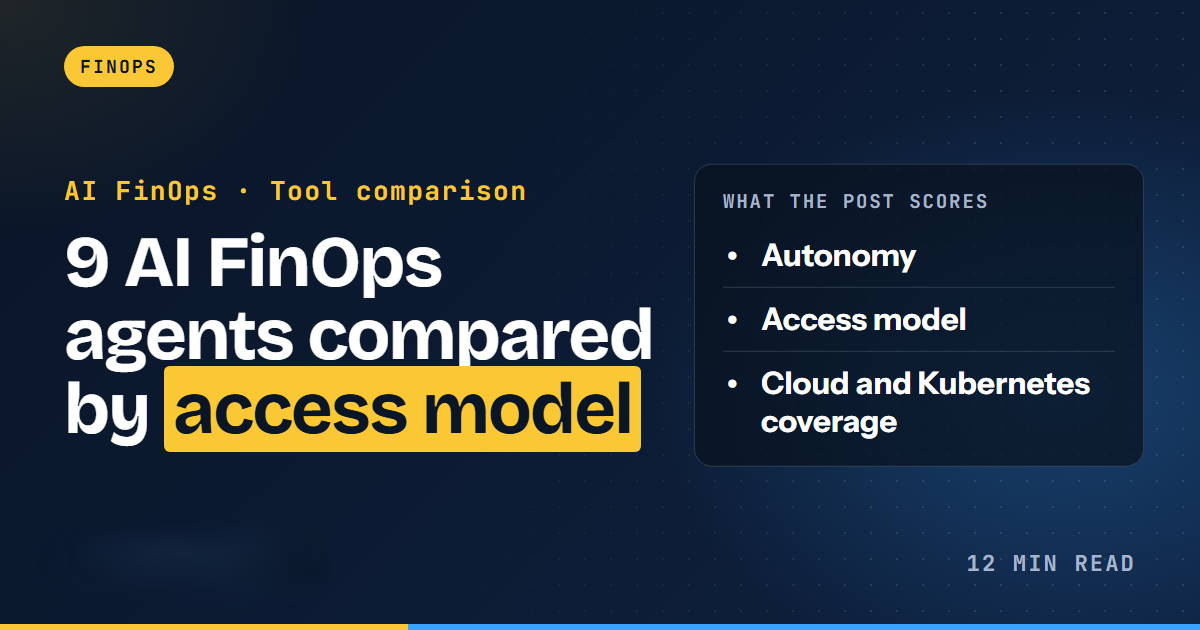 FINOPS
AI FinOps · Tool comparison
9 AI FinOps
agents compared
by access model
WHAT THE POST SCORES
• Autonomy
• Access model
• Cloud and Kubernetes
coverage
12 MIN READ